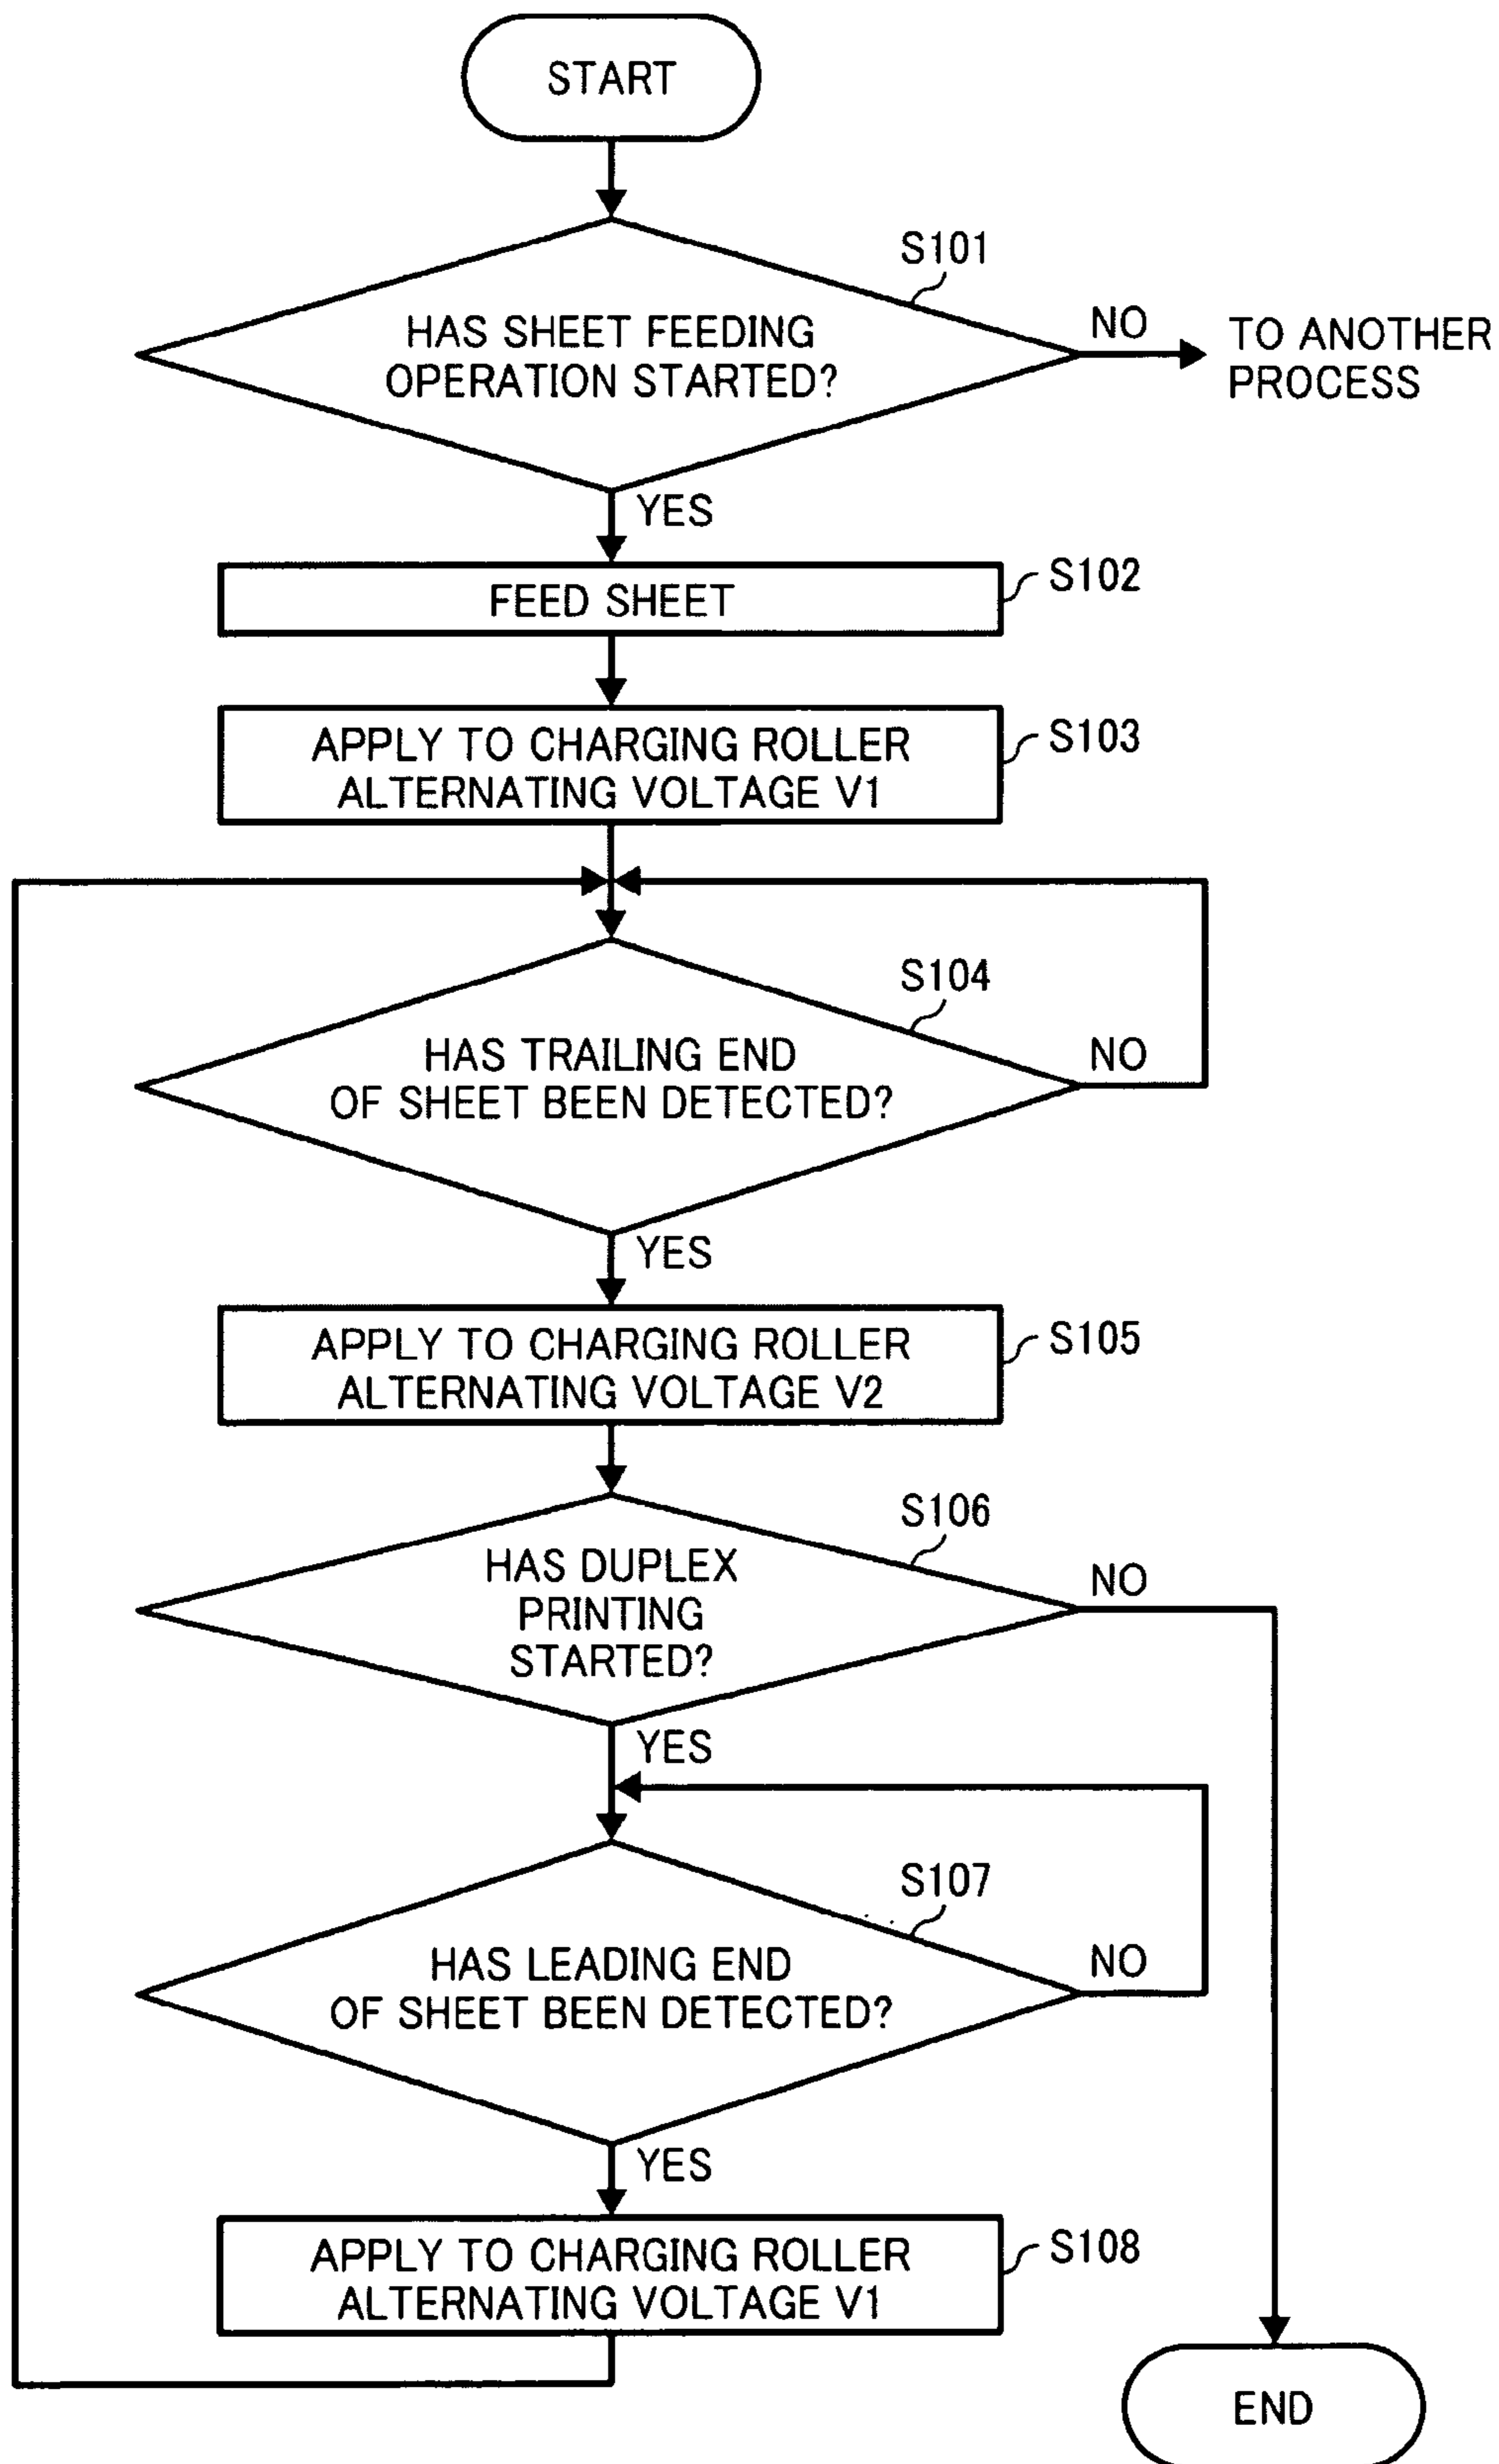 START
S101
HAS SHEET FEEDING
OPERATION STARTED?
NO
TO ANOTHER
PROCESS
YES
FEED SHEET
S102
APPLY TO CHARGING ROLLER
ALTERNATING VOLTAGE V1
S103
S104
HAS TRAILING END
OF SHEET BEEN DETECTED?
NO
YES
APPLY TO CHARGING ROLLER
ALTERNATING VOLTAGE V2
S105
S106
HAS DUPLEX
PRINTING
STARTED?
NO
YES
S107
HAS LEADING END
OF SHEET BEEN DETECTED?
NO
YES
APPLY TO CHARGING ROLLER
ALTERNATING VOLTAGE V1
S108
END